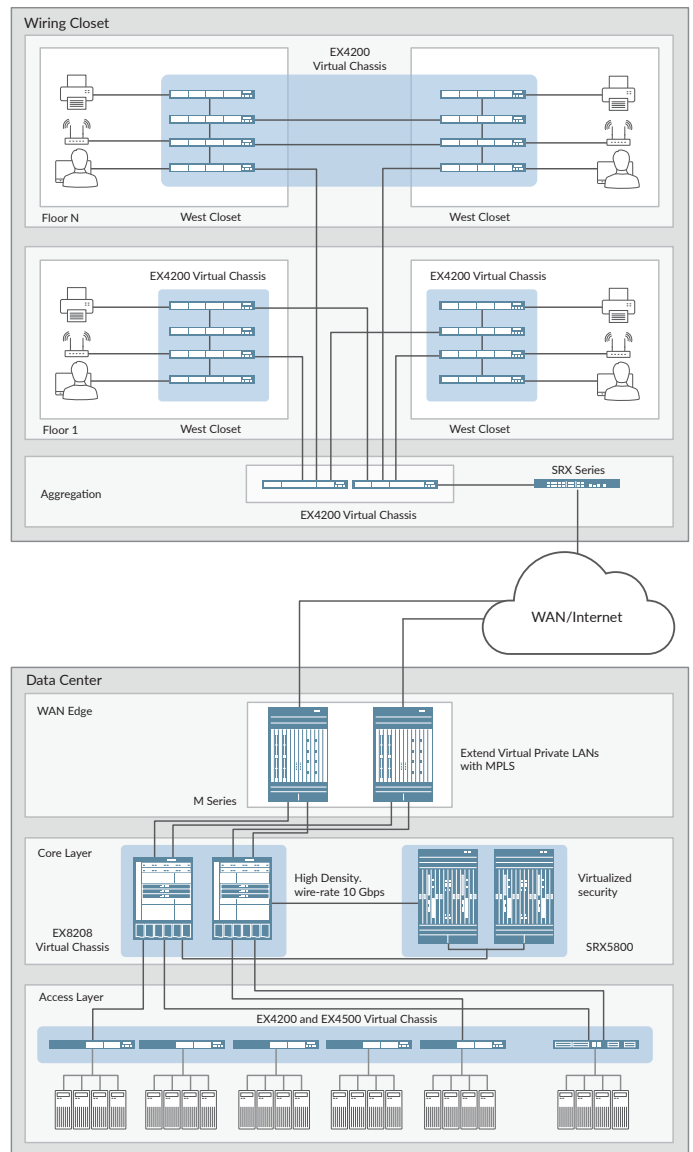 Wiring Closet
EX4200
Virtual Chassis
Floor N
West Closet
West Closet
EX4200 Virtual Chassis
EX4200 Virtual Chassis
Floor 1
West Closet
West Closet
Aggregation
SRX Series
EX4200 Virtual Chassis
WAN/Internet
Data Center
WAN Edge
Extend Virtual Private LANs
with MPLS
M Series
Core Layer
High Density.
wire-rate 10 Gbps
Virtualized
security
EX8208
Virtual Chassis
SRX5800
Access Layer
EX4200 and EX4500 Virtual Chassis